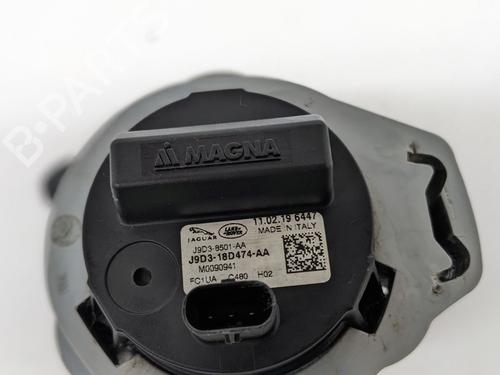 B-PARTS
MAGNA
JAGUAR
LAND ROVER
11.02.19 6447
MADE IN ITALY
J9D3-8501-AA
J9D3-18D474-AA
M0090941
FC1UA C480 H02